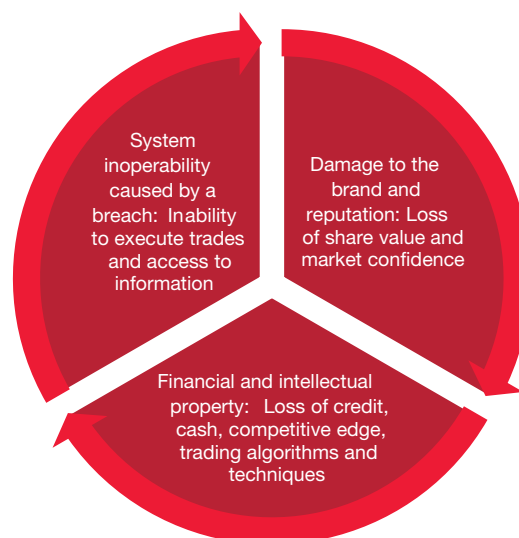 System
inoperability
caused by a
breach: Inability
to execute trades
and access to
information
Damage to the
brand and
reputation: Loss
of share value and
market confidence
Financial and intellectual
property: Loss of credit,
cash, competitive edge,
trading algorithms and
techniques